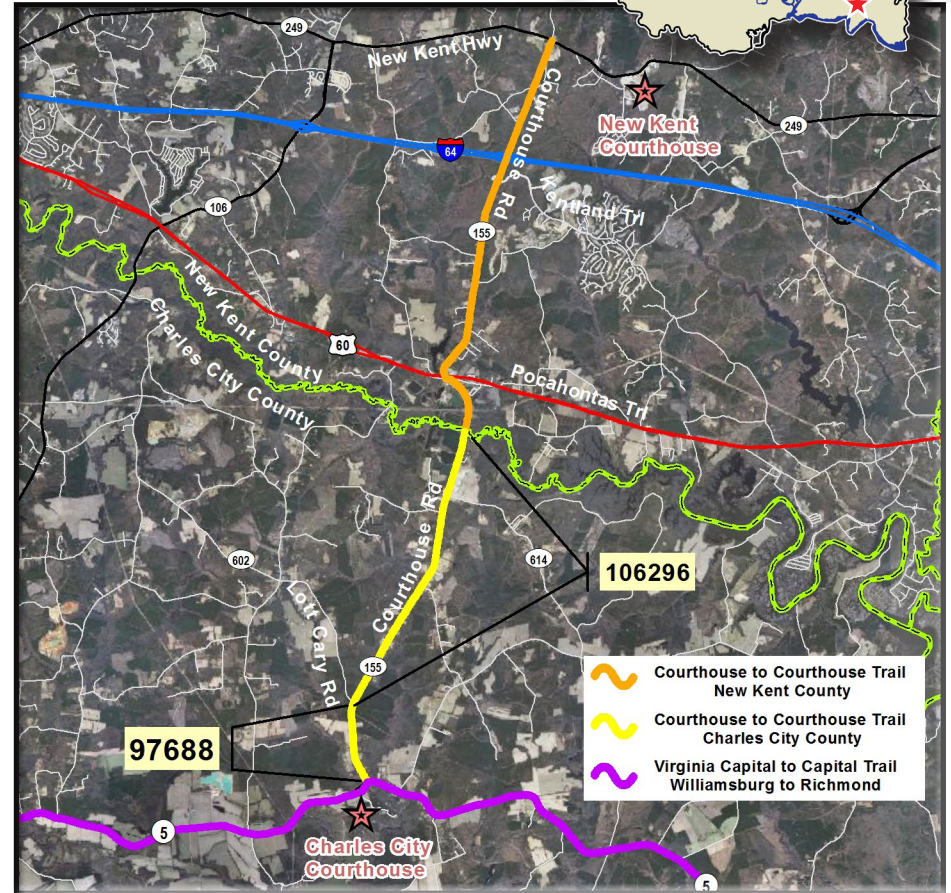 249
New Kent Hwy
Courthouse Rd
New Kent
Courthouse
249
64
Kentland Trl
106
155
New Kent County
Charles City County
60
Pocahontas Trl
Courthouse Rd
602
614
106296
Lott Cary Rd
155
97688
Courthouse to Courthouse Trail
New Kent County
Courthouse to Courthouse Trail
Charles City County
Virginia Capital to Capital Trail
Williamsburg to Richmond
5
Charles City
Courthouse
5